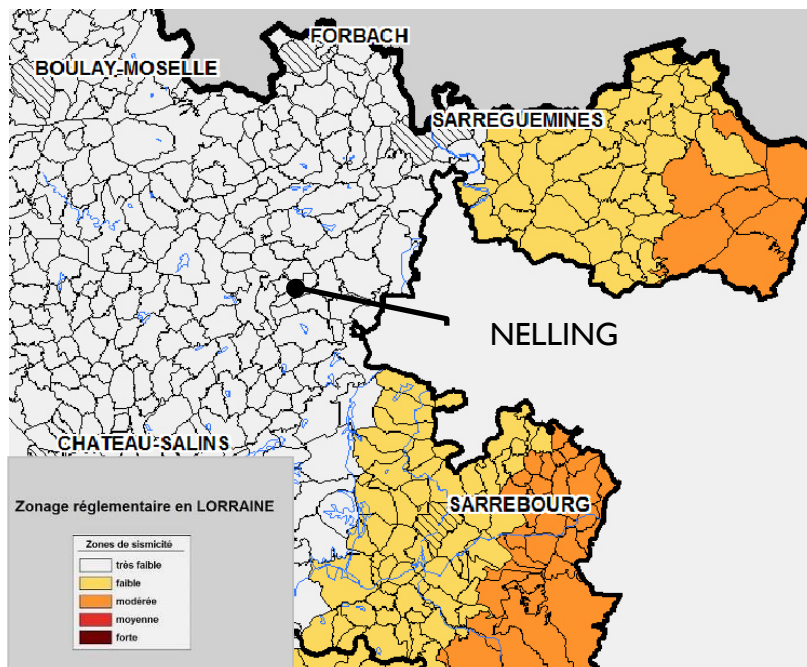 FORBACH
BOULAY-MOSELLE
SARREGUEMINES
NELLING
CHATEAU-SALINS
SARREBOURG
Zonage réglementaire en LORRAINE
Zones de sismicité
très faible
faible
modérée
moyenne
forte